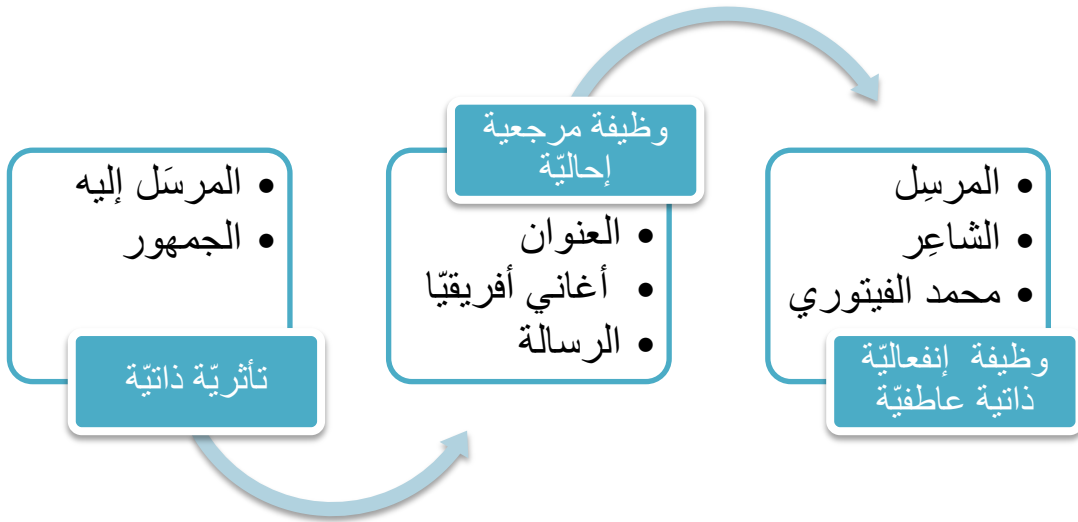 المرسِل
الشاعِر
محمد الفيتوري
وظيفة إنفعاليّة
ذاتية عاطفيّة
وظيفة مرجعية
إحاليّة
العنوان
أغاني أفريقيّا
الرسالة
المرسَل إليه
الجمهور
تأثريّة ذاتيّة